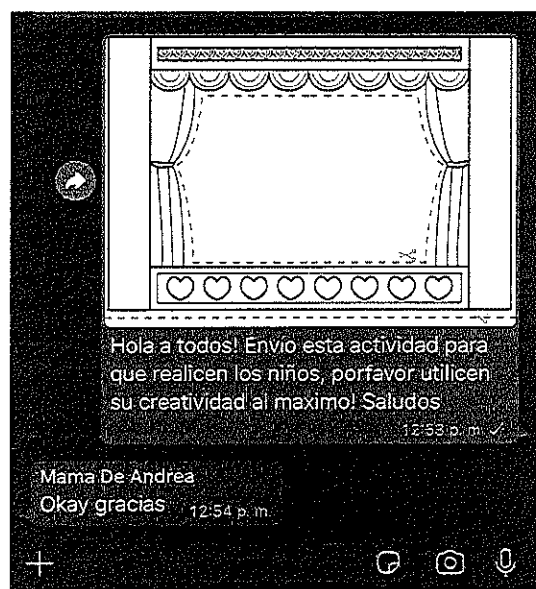 Hola a todos! Envio esta actividad para
que realicen los niños, porfavor utilicen
su creatividad al maximo! Saludos
12:53 p. m.
Mama De Andrea
Okay gracias 12:54 p. m.